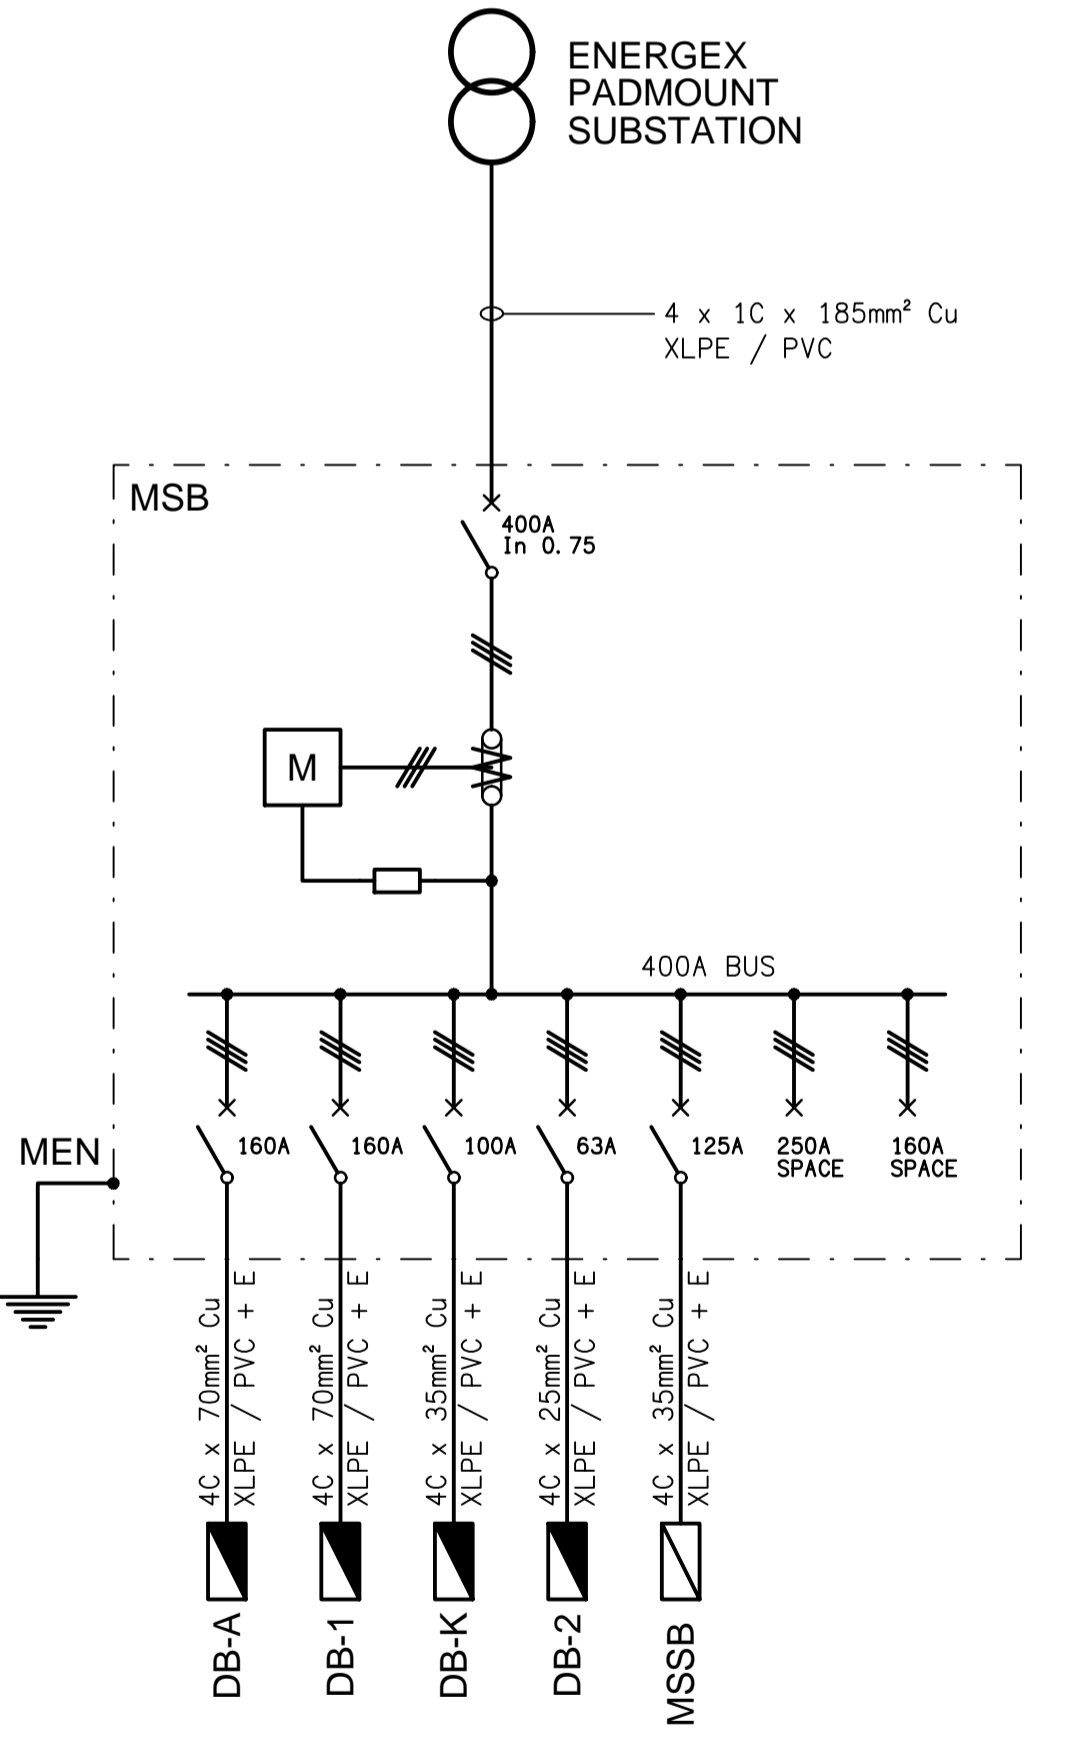 ENERGEX
PADMOUNT
SUBSTATION
4 x 1C x 185mm² Cu
XLPE / PVC
MSB
400A
In 0.75
M
400A BUS
160A
160A
100A
63A
125A
250A
SPACE
160A
SPACE
MEN
4C x 70mm² Cu
XLPE / PVC + E
4C x 70mm² Cu
XLPE / PVC + E
4C x 35mm² Cu
XLPE / PVC + E
4C x 25mm² Cu
XLPE / PVC + E
4C x 35mm² Cu
XLPE / PVC + E
DB-A
DB-1
DB-K
DB-2
MSSB